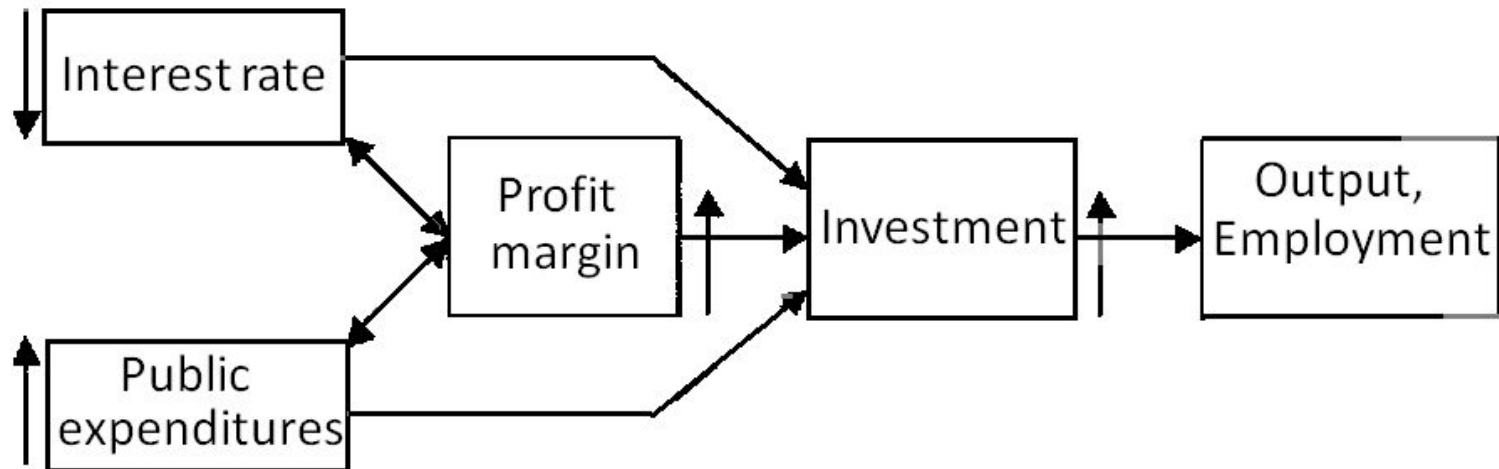 Interest rate
Profit
margin
Investment
Output,
Employment
Public
expenditures